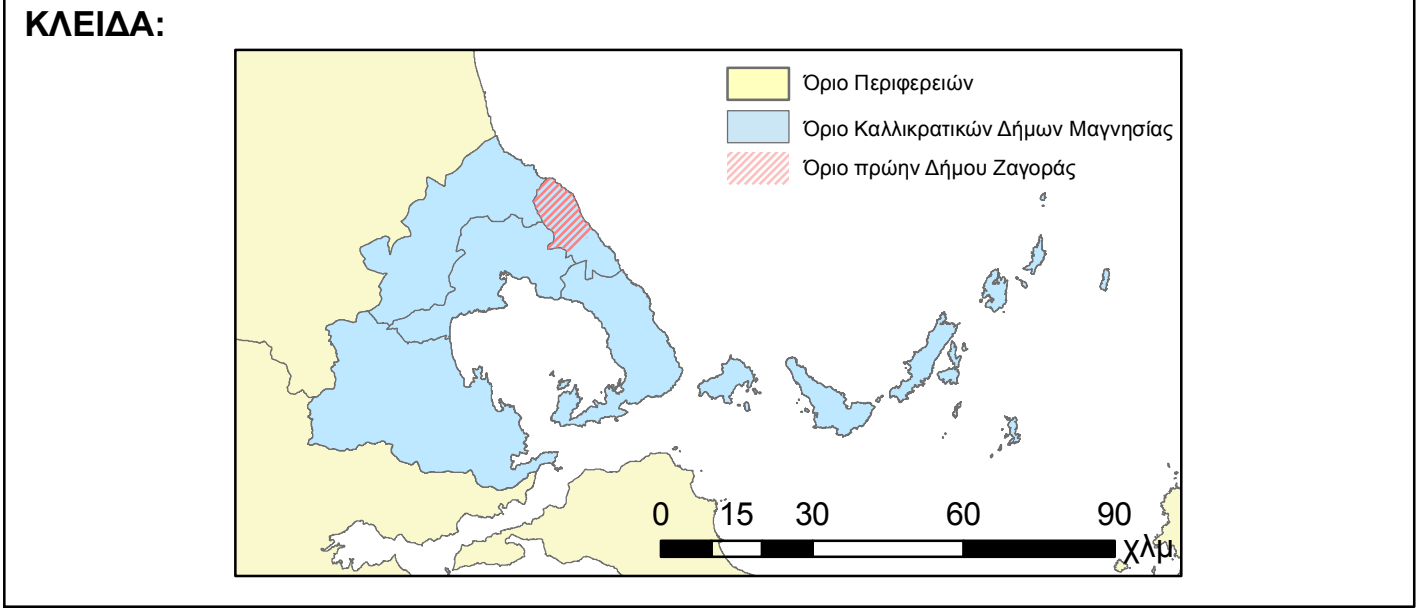 ΚΛΕΙΔΑ:
Όριο Περιφερειών
Όριο Καλλικρατικών Δήμων Μαγνησίας
Όριο πρώην Δήμου Ζαγοράς
0 15 30 60 90
χλμ